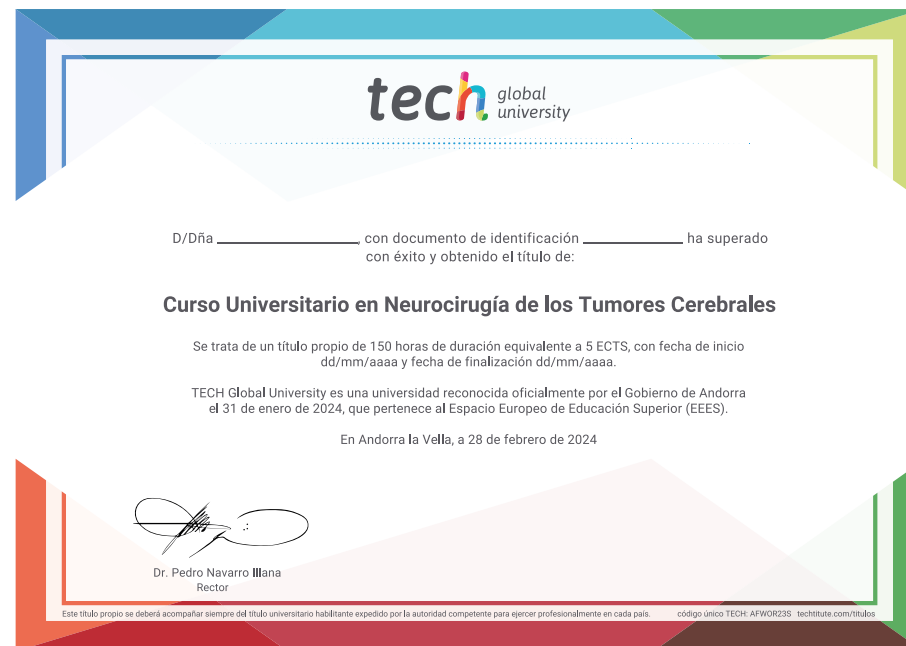 tech global
university
D/Dña ____________________, con documento de identificación ______________ ha superado
con éxito y obtenido el título de:
Curso Universitario en Neurocirugía de los Tumores Cerebrales
Se trata de un título propio de 150 horas de duración equivalente a 5 ECTS, con fecha de inicio
dd/mm/aaaa y fecha de finalización dd/mm/aaaa.
TECH Global University es una universidad reconocida oficialmente por el Gobierno de Andorra
el 31 de enero de 2024, que pertenece al Espacio Europeo de Educación Superior (EEES).
En Andorra la Vella, a 28 de febrero de 2024
Dr. Pedro Navarro Illana
Rector
Este título propio se deberá acompañar siempre del título universitario habilitante expedido por la autoridad competente para ejercer profesionalmente en cada país. código único TECH: AFWOR23S techtitute.com/titulos